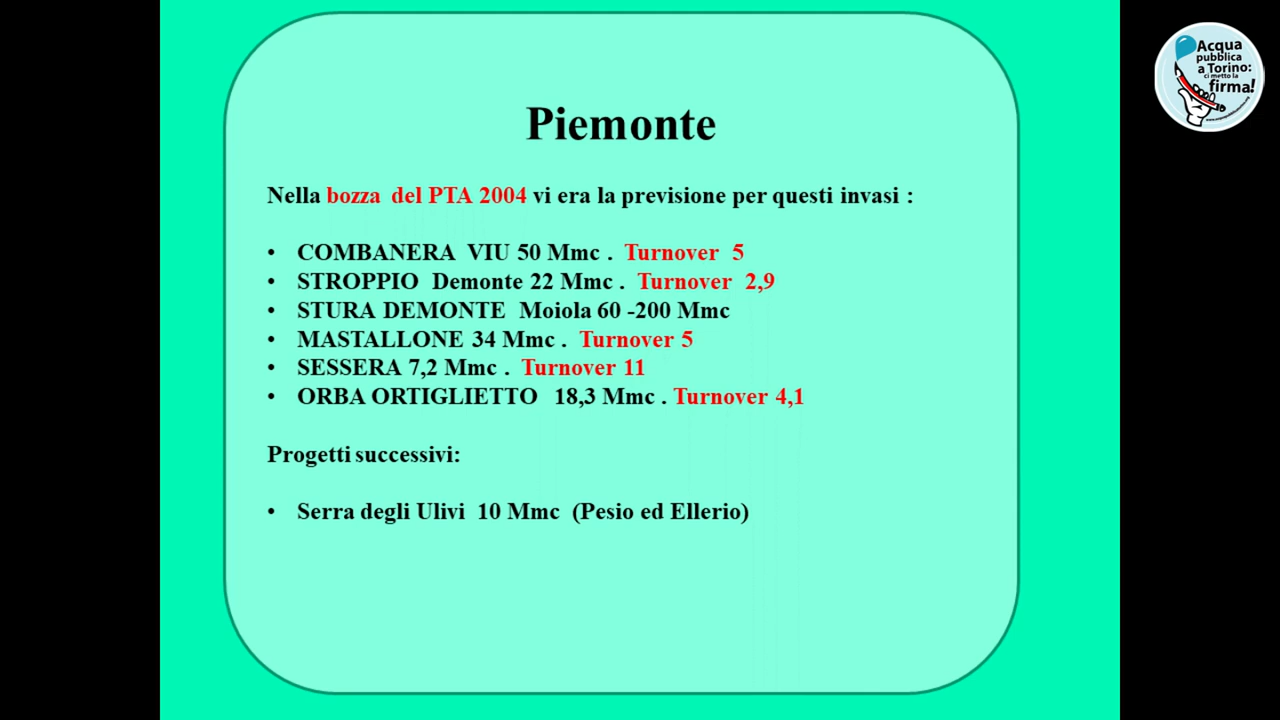 Piemonte
Nella bozza del PTA 2004 vi era la previsione per questi invasi :
• COMBANERA VIU 50 Mmc . Turnover 5
• STROPPIO Demonte 22 Mmc . Turnover 2,9
• STURA DEMONTE Moiola 60 -200 Mmc
• MASTALLONE 34 Mmc . Turnover 5
• SESSERA 7,2 Mmc . Turnover 11
• ORBA ORTIGLIETTO 18,3 Mmc . Turnover 4,1
Progetti successivi:
• Serra degli Ulivi 10 Mmc (Pesio ed Ellerio)
Acqua
pubblica
a Torino:
ci metto la
firma!